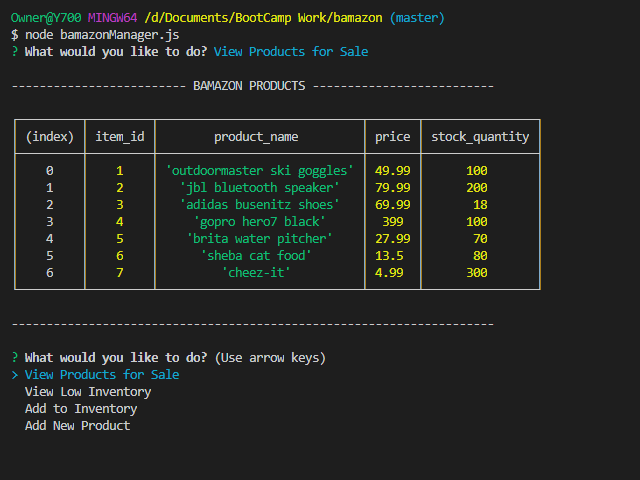 Owner@Y700 MINGW64 /d/Documents/BootCamp Work/bamazon (master)
$ node bamazonManager.js
? What would you like to do? View Products for Sale
------------------------- BAMAZON PRODUCTS --------------------------
(index) item_id product_name price stock_quantity
0 1 'outdoormaster ski goggles' 49.99 100
1 2 'jbl bluetooth speaker' 79.99 200
2 3 'adidas busenitz shoes' 69.99 18
3 4 'gopro hero7 black' 399 100
4 5 'brita water pitcher' 27.99 70
5 6 'sheba cat food' 13.5 80
6 7 'cheez-it' 4.99 300
---------------------------------------------------------------------
? What would you like to do? (Use arrow keys)
> View Products for Sale
View Low Inventory
Add to Inventory
Add New Product